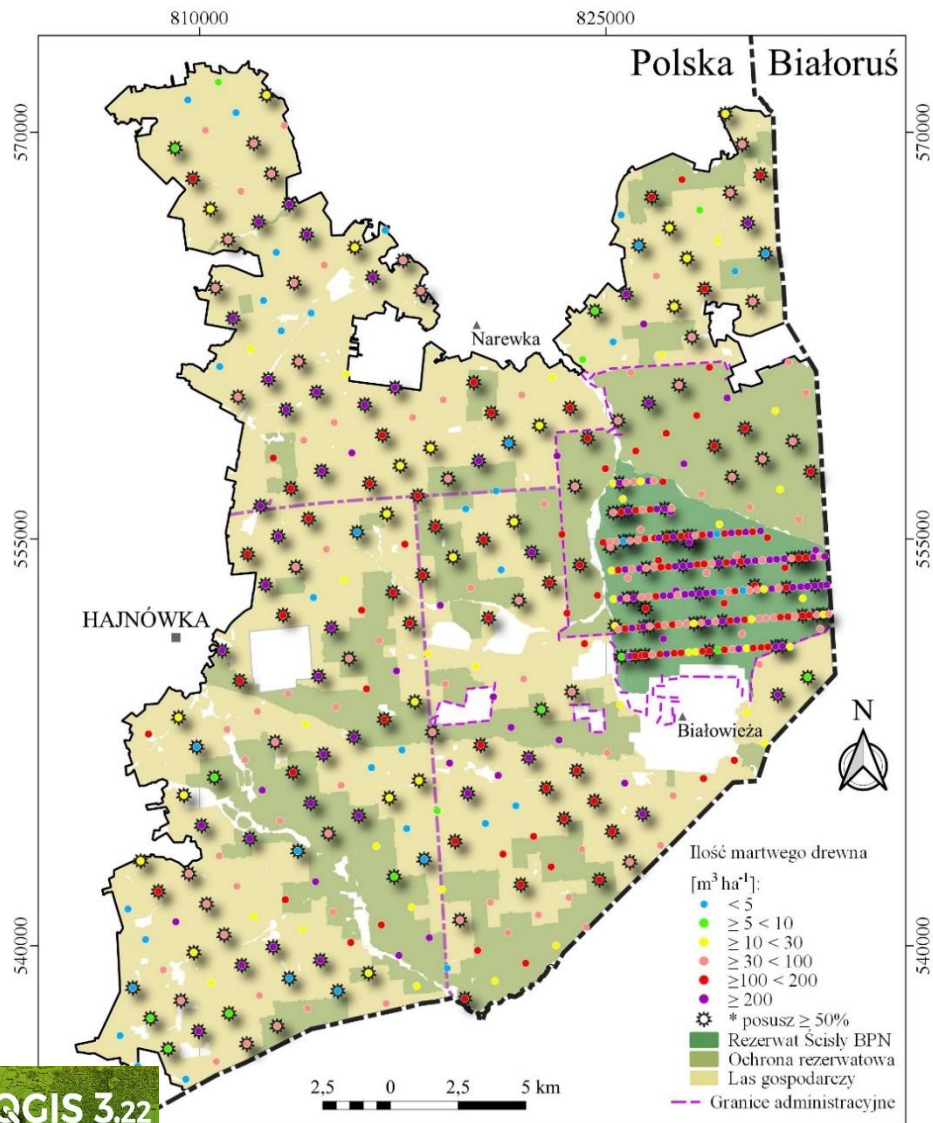 810000 825000
Polska Białoruś
570000 570000
Narewka
555000 555000
HAJNÓWKA
Białowieża
N
Ilość martwego drewna
[m³ ha⁻¹]:
< 5
≥ 5 < 10
≥ 10 < 30
≥ 30 < 100
≥100 < 200
≥ 200
* posusz ≥ 50%
Rezerwat Ścisły BPN
Ochrona rezerwatowa
Las gospodarczy
Granice administracyjne
540000 540000
2,5 0 2,5 5 km
QGIS 3.22